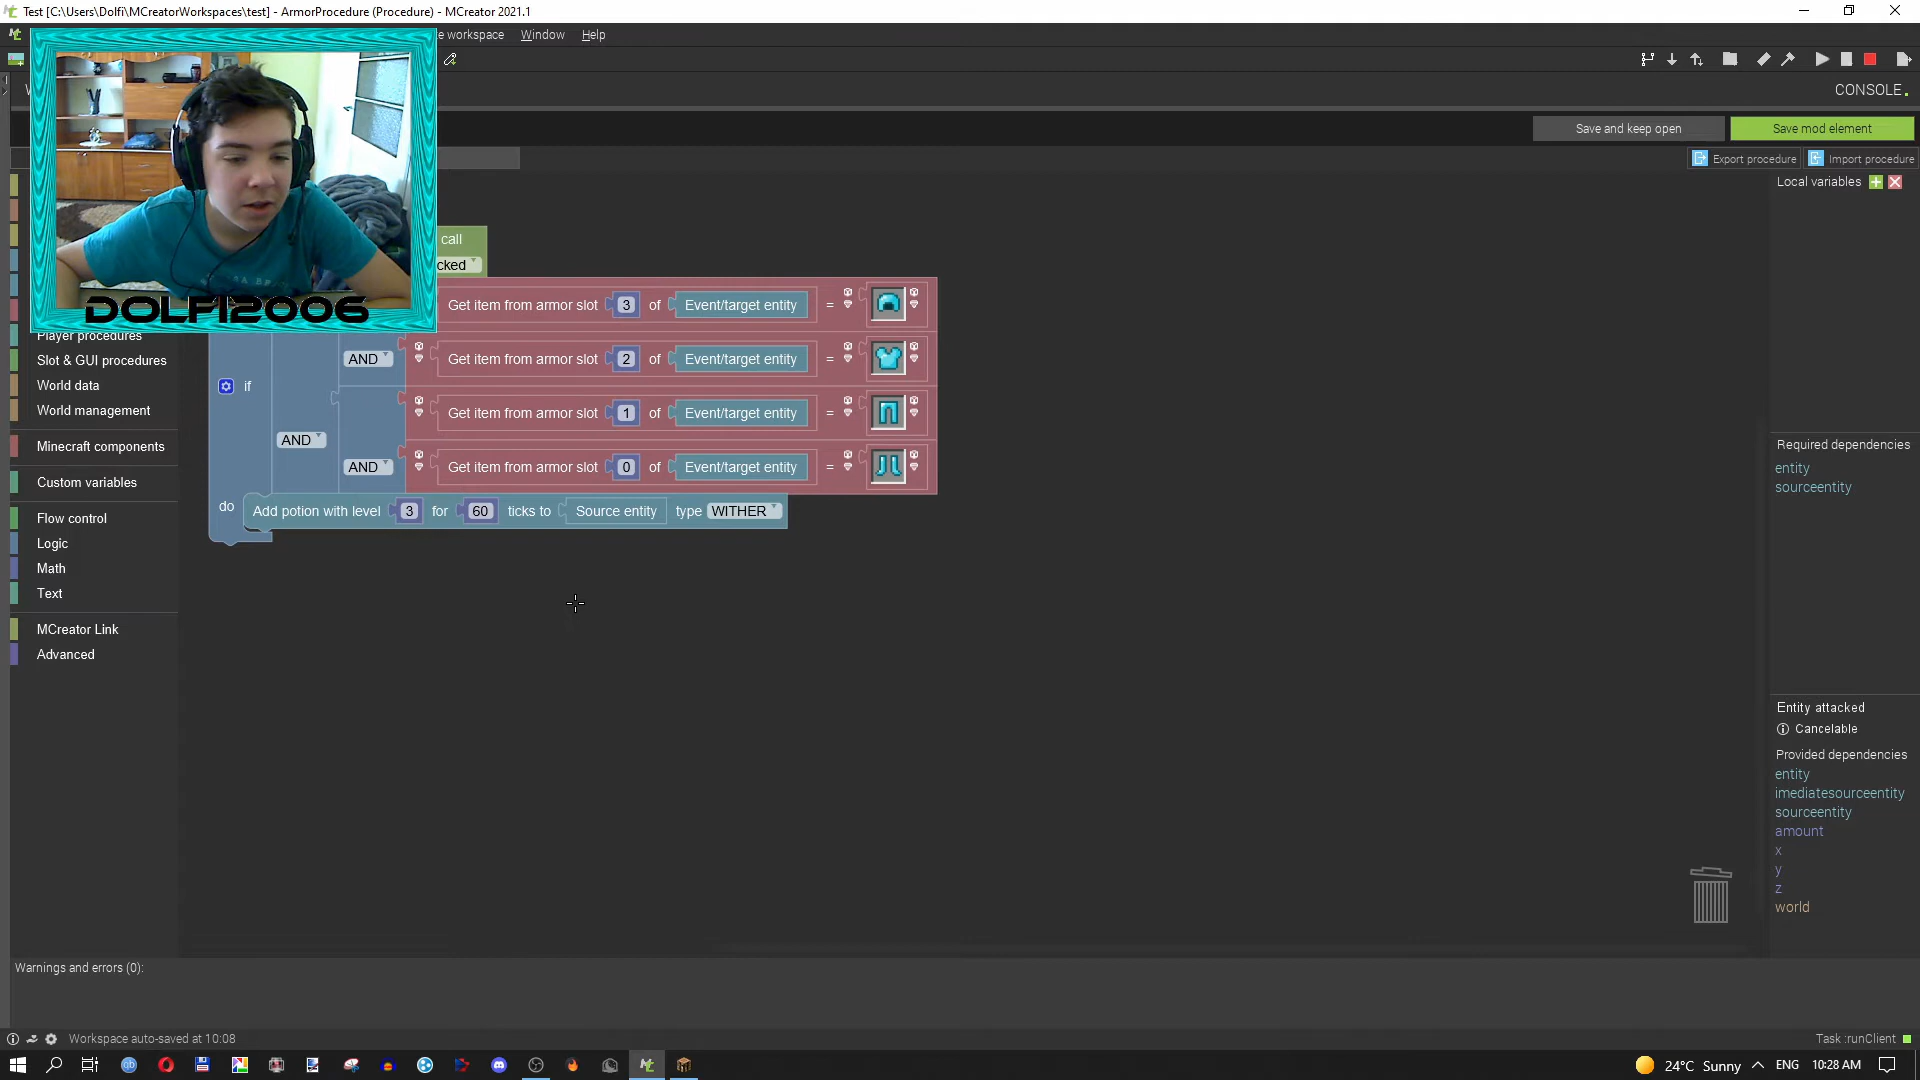 Test [C:\Users\Dolfi\MCreatorWorkspaces\test] - ArmorProcedure (Procedure) - MCreator 2021.1
e workspace Window Help
CONSOLE.
Save and keep open Save mod element
Export procedure Import procedure
Local variables
DOLFI2006
call
cked
Get item from armor slot 3 of Event/target entity =
AND Get item from armor slot 2 of Event/target entity =
if
Get item from armor slot 1 of Event/target entity =
AND
AND Get item from armor slot 0 of Event/target entity =
do Add potion with level 3 for 60 ticks to Source entity type WITHER
Player procedures
Slot & GUI procedures
World data
World management
Minecraft components
Custom variables
Flow control
Logic
Math
Text
MCreator Link
Advanced
Required dependencies
entity
sourceentity
Entity attacked
Cancelable
Provided dependencies
entity
imediatesourceentity
sourceentity
amount
x
y
z
world
Warnings and errors (0):
Workspace auto-saved at 10:08
Task :runClient
24°C Sunny ENG 10:28 AM